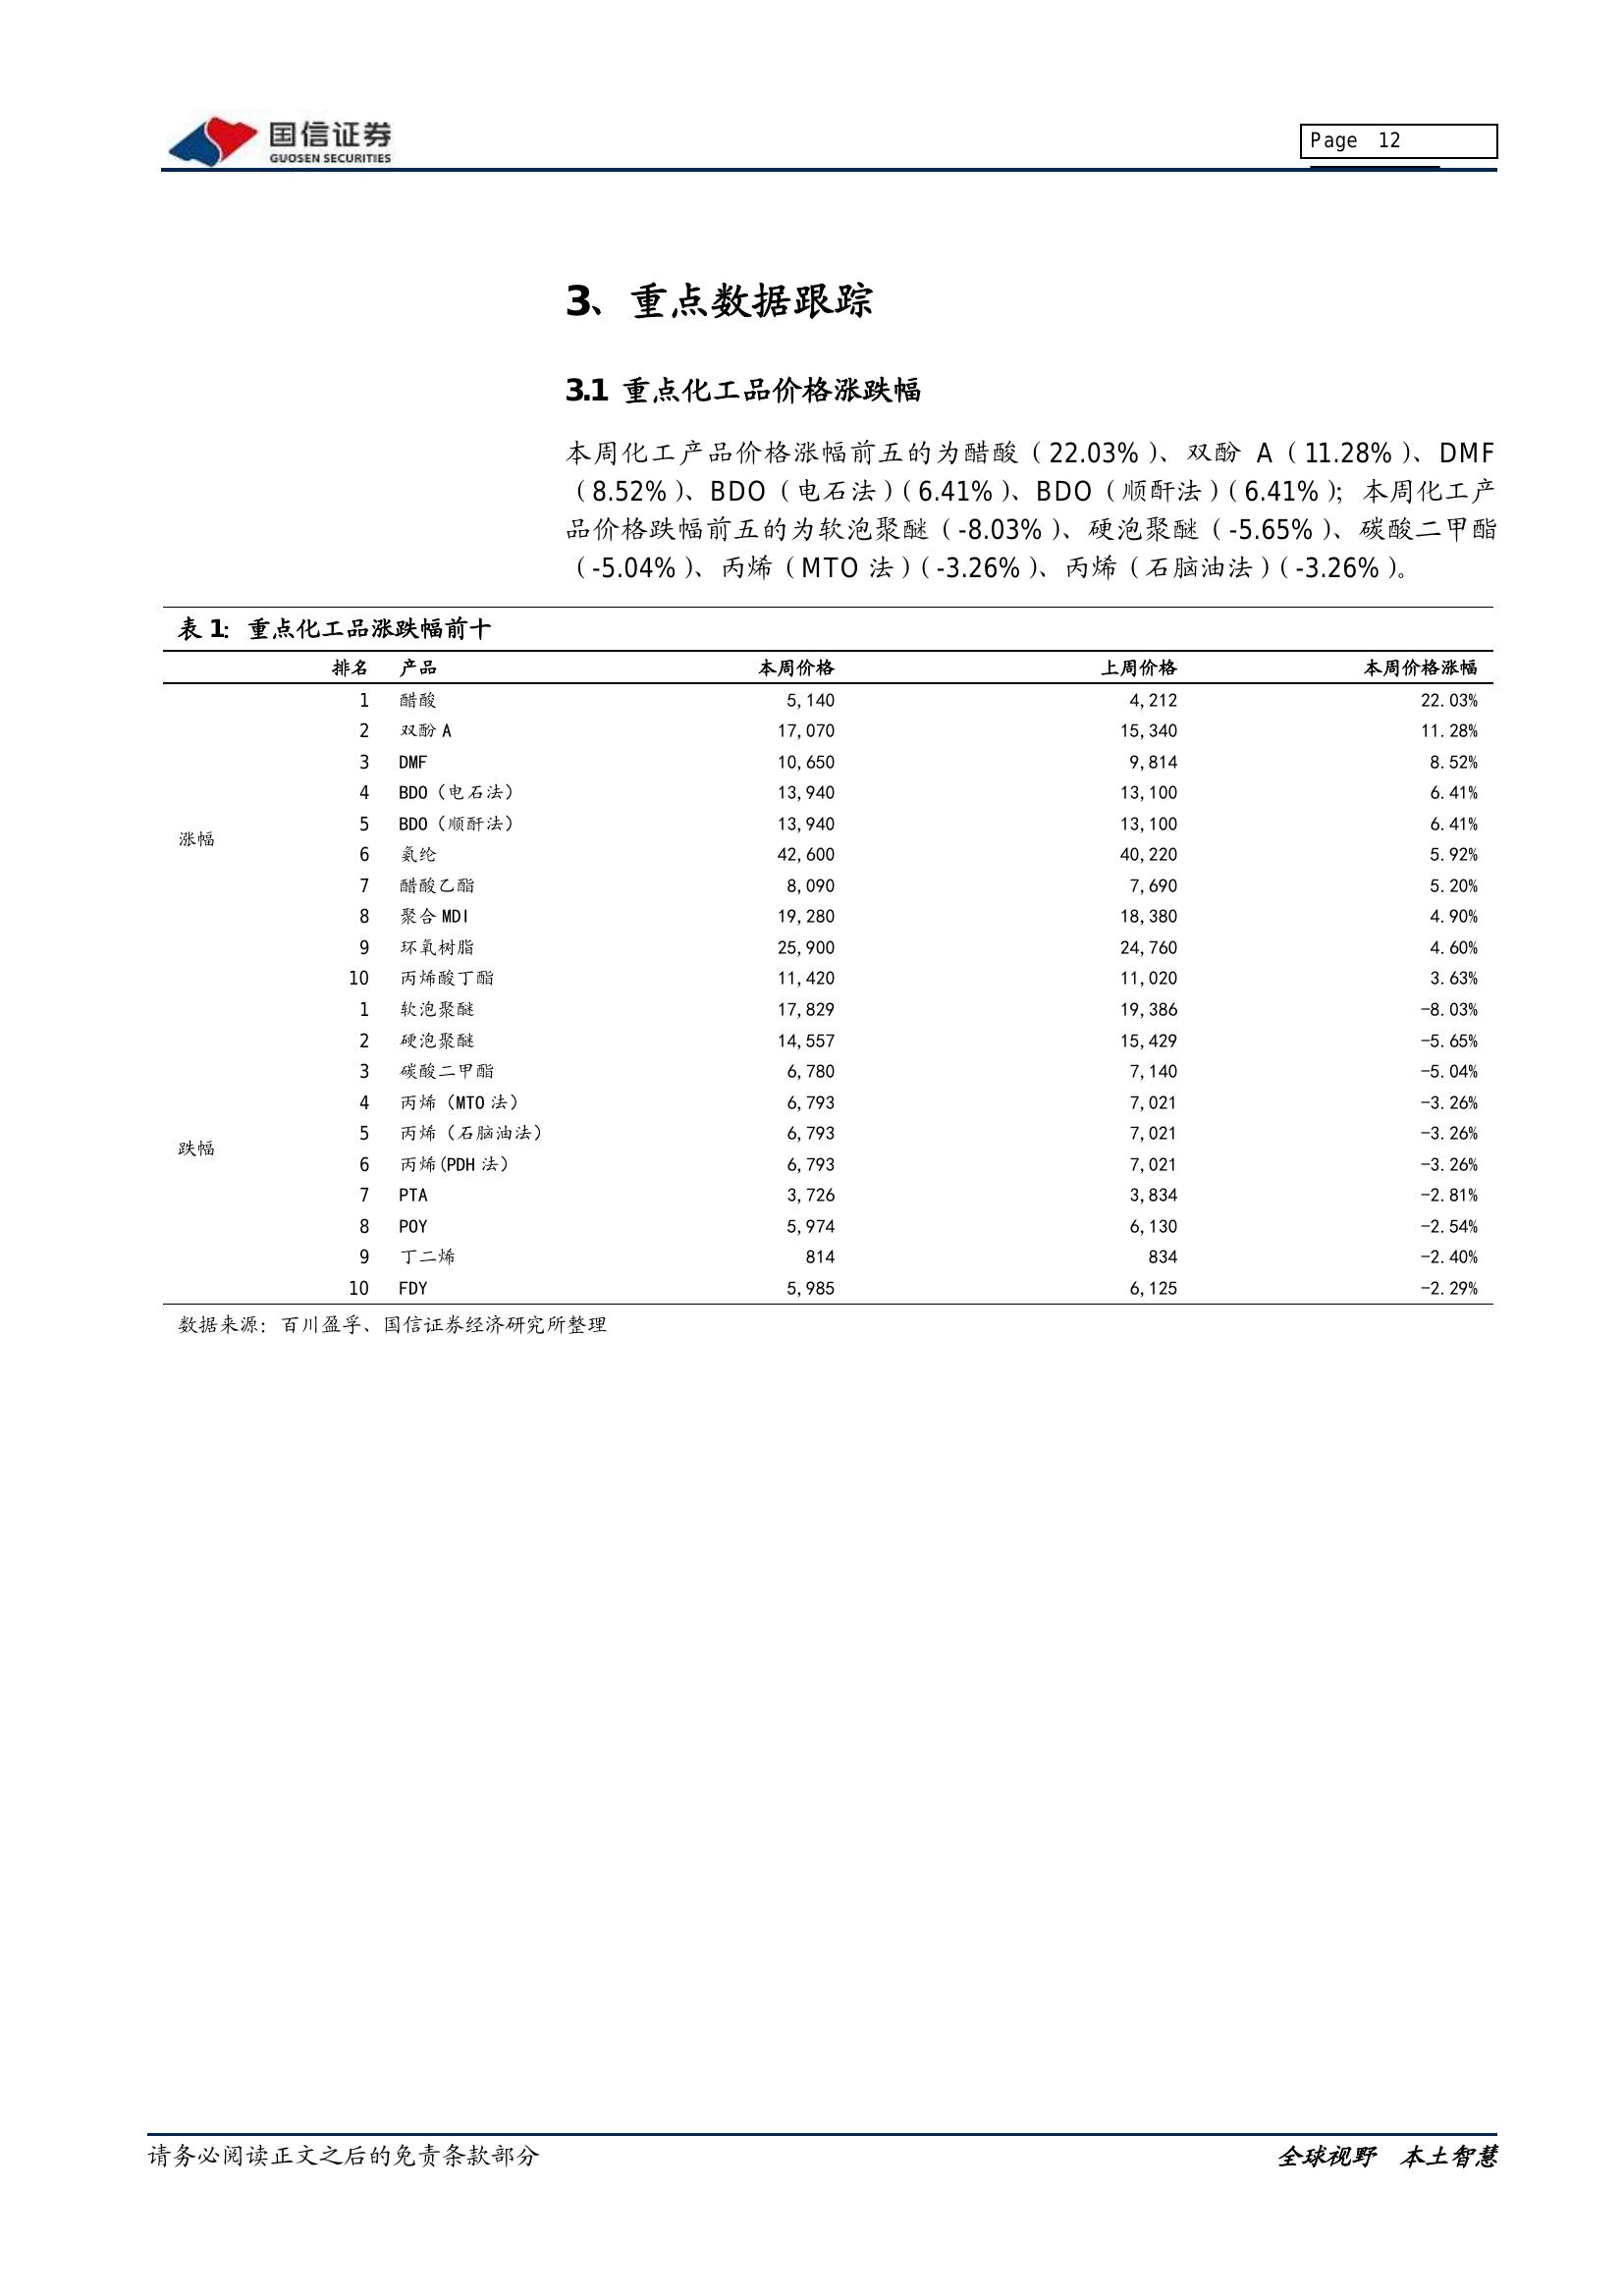 国信证券
GUOSEN SECURITIES
Page 12
3、重点数据跟踪
3.1 重点化工品价格涨跌幅
本周化工产品价格涨幅前五的为醋酸（22.03%）、双酚 A（11.28%）、DMF
（8.52%）、BDO（电石法）（6.41%）、BDO（顺酐法）（6.41%）；本周化工产
品价格跌幅前五的为软泡聚醚（-8.03%）、硬泡聚醚（-5.65%）、碳酸二甲酯
（-5.04%）、丙烯（MTO 法）（-3.26%）、丙烯（石脑油法）（-3.26%）。
表 1：重点化工品涨跌幅前十
排名 产品 本周价格 上周价格 本周价格涨幅
涨幅
1 醋酸 5,140 4,212 22.03%
2 双酚 A 17,070 15,340 11.28%
3 DMF 10,650 9,814 8.52%
4 BDO（电石法） 13,940 13,100 6.41%
5 BDO（顺酐法） 13,940 13,100 6.41%
6 氨纶 42,600 40,220 5.92%
7 醋酸乙酯 8,090 7,690 5.20%
8 聚合 MDI 19,280 18,380 4.90%
9 环氧树脂 25,900 24,760 4.60%
10 丙烯酸丁酯 11,420 11,020 3.63%
跌幅
1 软泡聚醚 17,829 19,386 -8.03%
2 硬泡聚醚 14,557 15,429 -5.65%
3 碳酸二甲酯 6,780 7,140 -5.04%
4 丙烯（MTO 法） 6,793 7,021 -3.26%
5 丙烯（石脑油法） 6,793 7,021 -3.26%
6 丙烯(PDH 法） 6,793 7,021 -3.26%
7 PTA 3,726 3,834 -2.81%
8 POY 5,974 6,130 -2.54%
9 丁二烯 814 834 -2.40%
10 FDY 5,985 6,125 -2.29%
数据来源：百川盈孚、国信证券经济研究所整理
请务必阅读正文之后的免责条款部分
全球视野 本土智慧